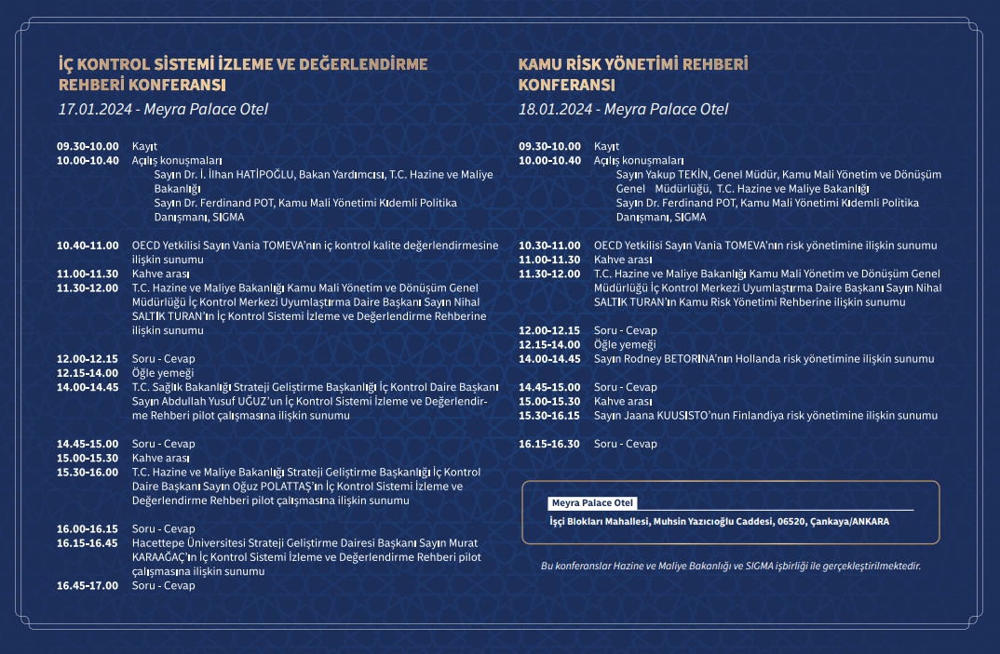 İÇ KONTROL SİSTEMİ İZLEME VE DEĞERLENDİRME
REHBERİ KONFERANSI
17.01.2024 - Meyra Palace Otel
09.30-10.00 Kayıt
10.00-10.40 Açılış konuşmaları
Sayın Dr. İ. İlhan HATİPOĞLU, Bakan Yardımcısı, T.C. Hazine ve Maliye
Bakanlığı
Sayın Dr. Ferdinand POT, Kamu Mali Yönetimi Kıdemli Politika
Danışmanı, SIGMA
10.40-11.00 OECD Yetkilisi Sayın Vania TOMEVA'nın iç kontrol kalite değerlendirmesine
ilişkin sunumu
11.00-11.30 Kahve arası
11.30-12.00 T.C. Hazine ve Maliye Bakanlığı Kamu Mali Yönetim ve Dönüşüm Genel
Müdürlüğü İç Kontrol Merkezi Uyumlaştırma Daire Başkanı Sayın Nihal
SALTIK TURAN'ın İç Kontrol Sistemi İzleme ve Değerlendirme Rehberine
ilişkin sunumu
12.00-12.15 Soru - Cevap
12.15-14.00 Öğle yemeği
14.00-14.45 T.C. Sağlık Bakanlığı Strateji Geliştirme Başkanlığı İç Kontrol Daire Başkanı
Sayın Abdullah Yusuf UĞUZ'un İç Kontrol Sistemi İzleme ve Değerlendir-
me Rehberi pilot çalışmasına ilişkin sunumu
14.45-15.00 Soru - Cevap
15.00-15.30 Kahve arası
15.30-16.00 T.C. Hazine ve Maliye Bakanlığı Strateji Geliştirme Başkanlığı İç Kontrol
Daire Başkanı Sayın Oğuz POLATTAŞ'ın İç Kontrol Sistemi İzleme ve
Değerlendirme Rehberi pilot çalışmasına ilişkin sunumu
16.00-16.15 Soru - Cevap
16.15-16.45 Hacettepe Üniversitesi Strateji Geliştirme Dairesi Başkanı Sayın Murat
KARAAĞAÇ'ın İç Kontrol Sistemi İzleme ve Değerlendirme Rehberi pilot
çalışmasına ilişkin sunumu
16.45-17.00 Soru - Cevap
KAMU RİSK YÖNETİMİ REHBERİ
KONFERANSI
18.01.2024 - Meyra Palace Otel
09.30-10.00 Kayıt
10.00-10.40 Açılış konuşmaları
Sayın Yakup TEKİN, Genel Müdür, Kamu Mali Yönetim ve Dönüşüm
Genel Müdürlüğü, T.C. Hazine ve Maliye Bakanlığı
Sayın Dr. Ferdinand POT, Kamu Mali Yönetimi Kıdemli Politika
Danışmanı, SIGMA
10.30-11.00 OECD Yetkilisi Sayın Vania TOMEVA'nın risk yönetimine ilişkin sunumu
11.00-11.30 Kahve arası
11.30-12.00 T.C. Hazine ve Maliye Bakanlığı Kamu Mali Yönetim ve Dönüşüm Genel
Müdürlüğü İç Kontrol Merkezi Uyumlaştırma Daire Başkanı Sayın Nihal
SALTIK TURAN'ın Kamu Risk Yönetimi Rehberine ilişkin sunumu
12.00-12.15 Soru - Cevap
12.15-14.00 Öğle yemeği
14.00-14.45 Sayın Rodney BETORINA'nın Hollanda risk yönetimine ilişkin sunumu
14.45-15.00 Soru - Cevap
15.00-15.30 Kahve arası
15.30-16.15 Sayın Jaana KUUSISTO'nun Finlandiya risk yönetimine ilişkin sunumu
16.15-16.30 Soru - Cevap
Meyra Palace Otel
İşçi Blokları Mahallesi, Muhsin Yazıcıoğlu Caddesi, 06520, Çankaya/ANKARA
Bu konferanslar Hazine ve Maliye Bakanlığı ve SIGMA işbirliği ile gerçekleştirilmektedir.